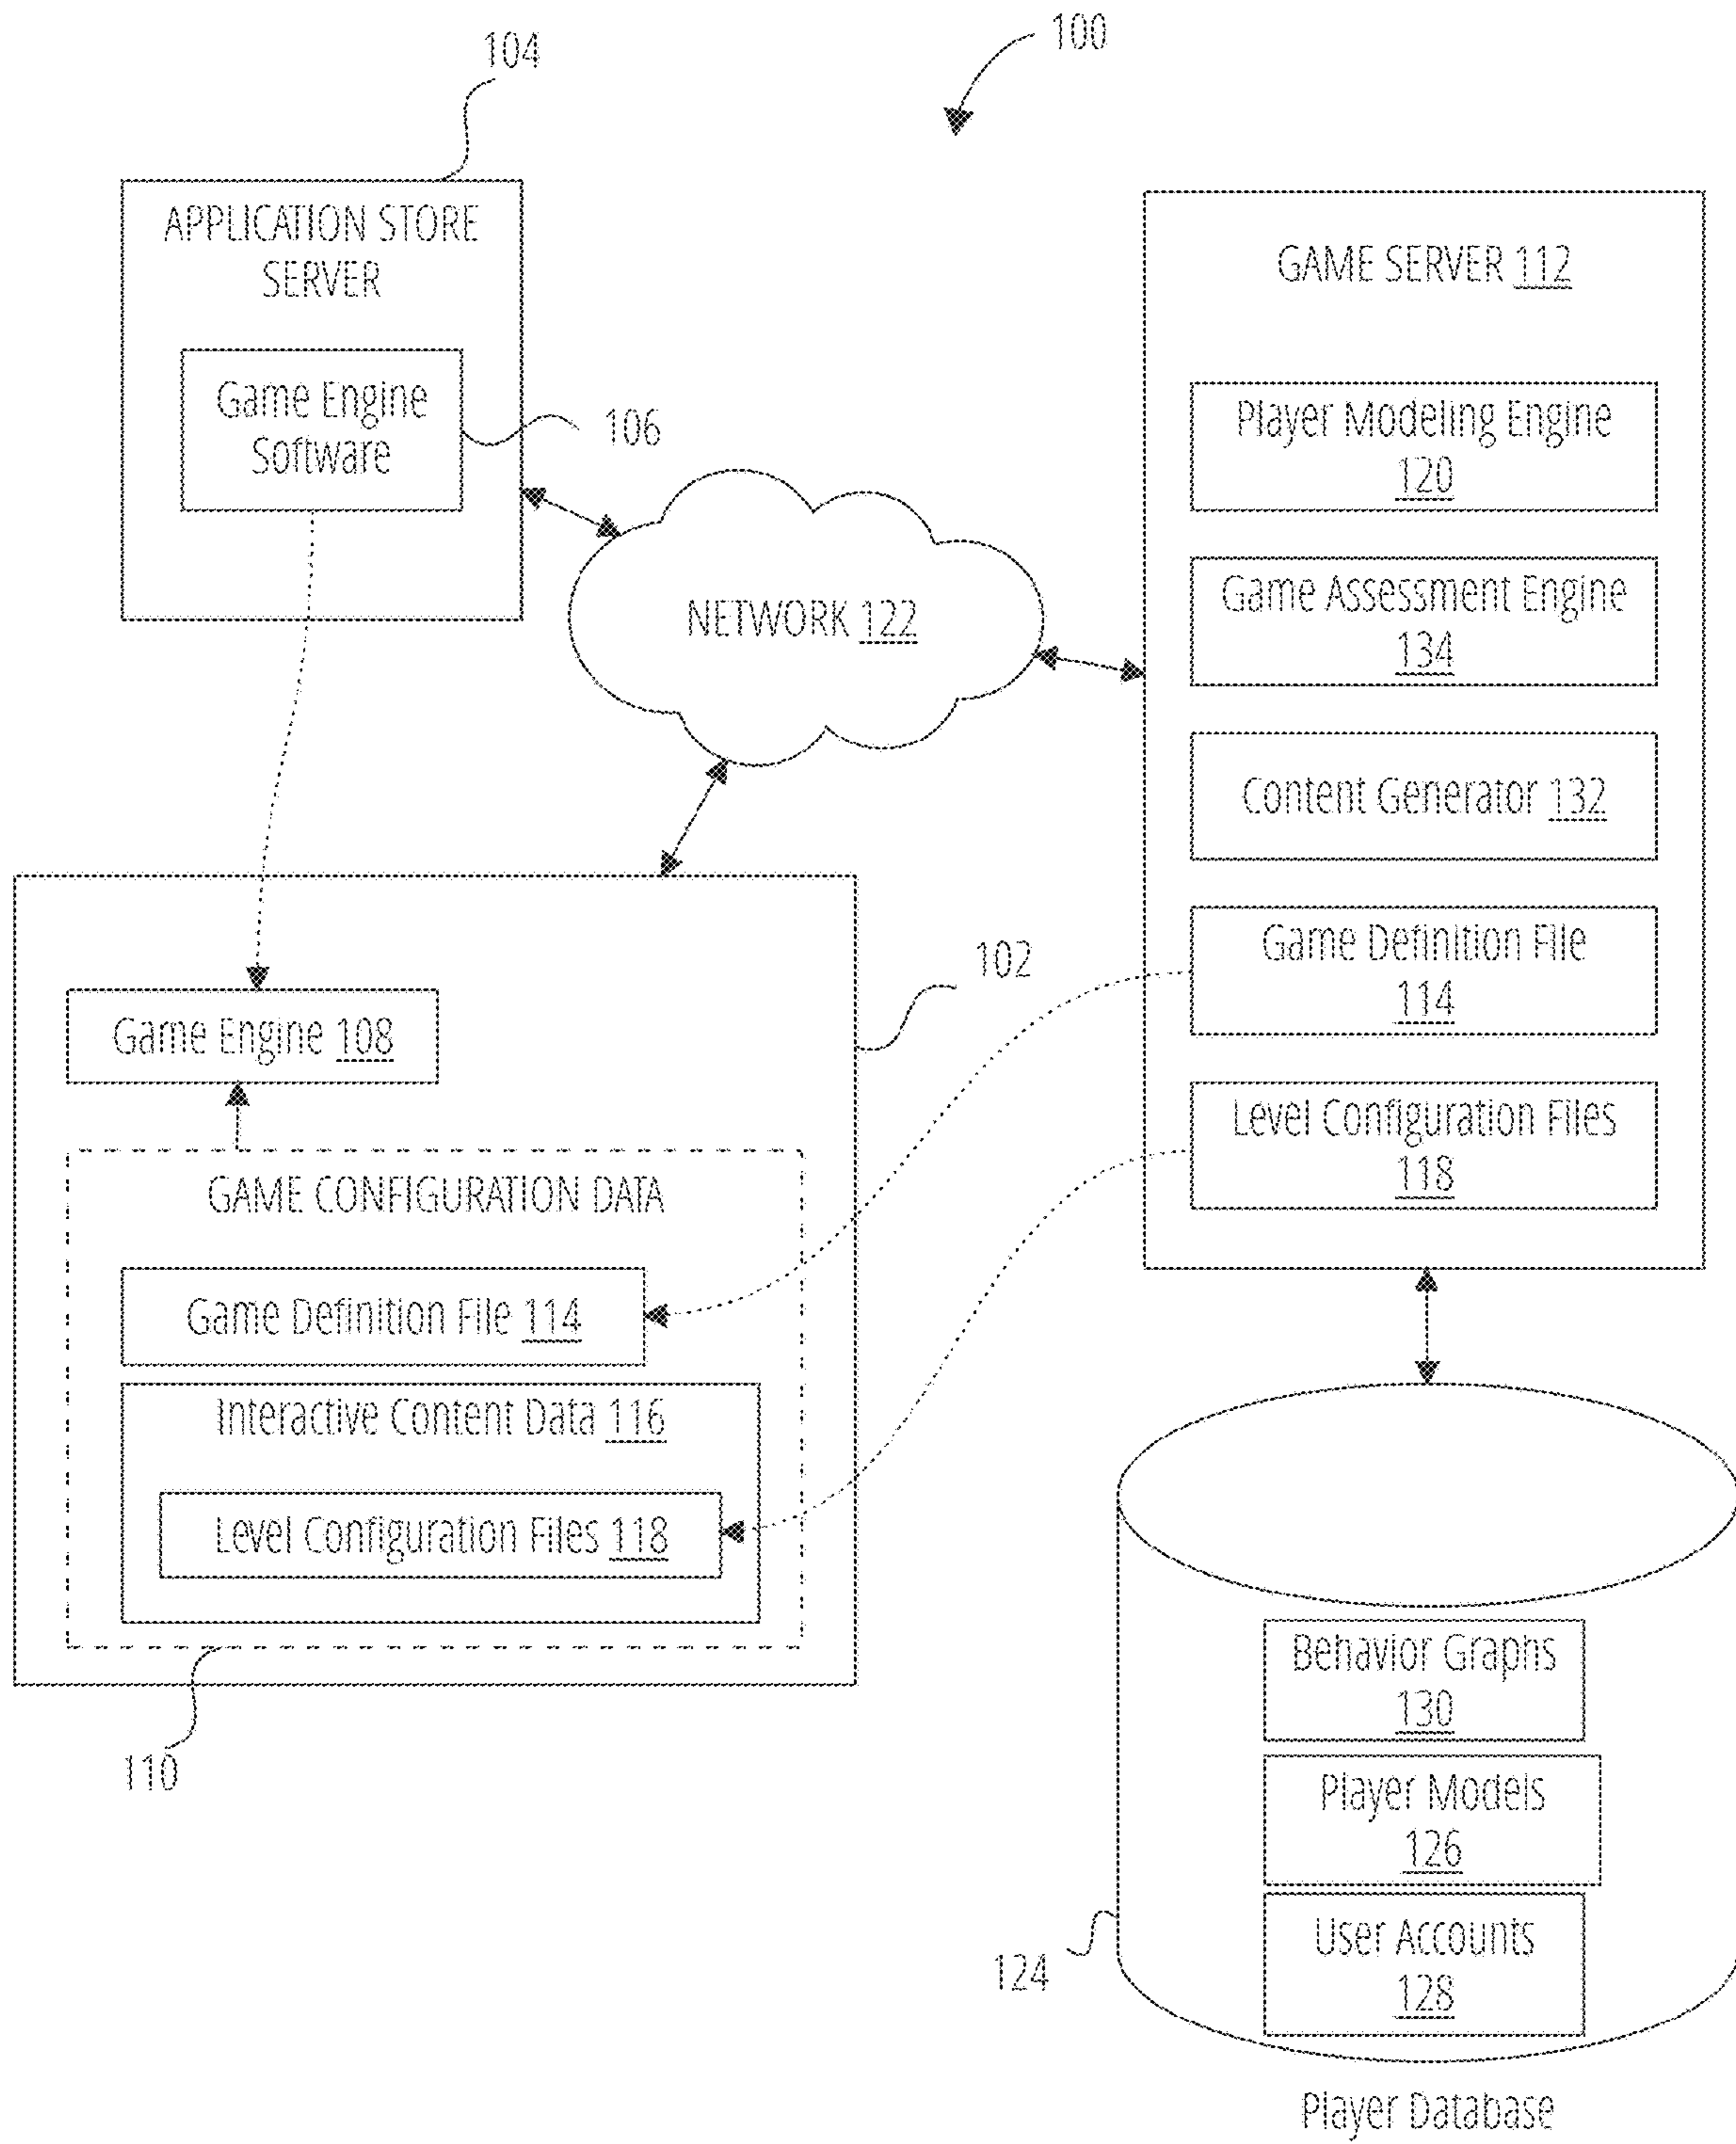 100
104
APPLICATION STORE
SERVER
Game Engine
Software
106
NETWORK 122
GAME SERVER 112
Player Modeling Engine
120
Game Assessment Engine
134
Content Generator 132
Game Definition File
114
Level Configuration Files
118
102
Game Engine 108
GAME CONFIGURATION DATA
Game Definition File 114
Interactive Content Data 116
Level Configuration Files 118
110
Behavior Graphs
130
Player Models
126
User Accounts
128
124
Player Database